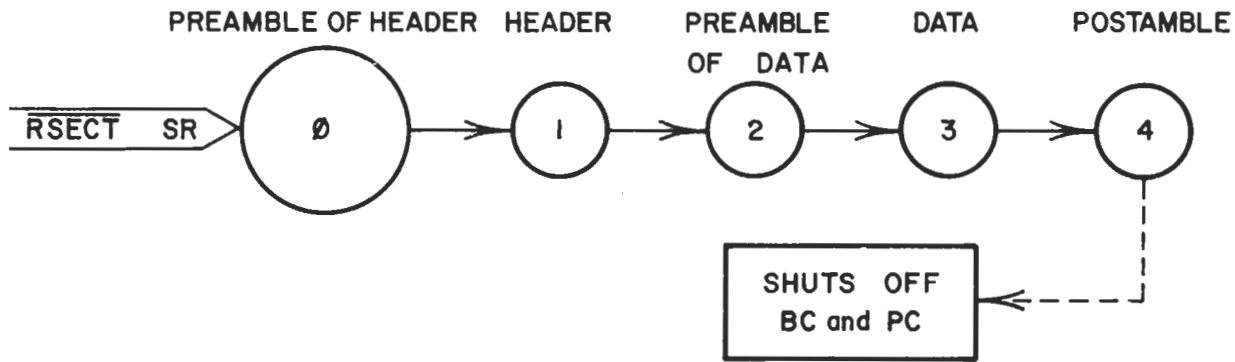 PREAMBLE OF HEADER HEADER PREAMBLE OF DATA DATA POSTAMBLE
RSECT SR Ø 1 2 3 4
SHUTS OFF
BC and PC